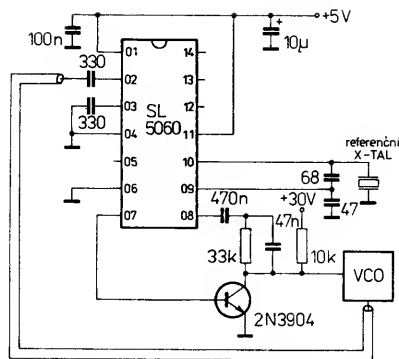 +5V
100n
+
10µ
330
330
01
02
03
04
05
06
07
SL
5060
14
13
12
11
10
09
08
referenční
X-TAL
68
47
470n
+30V
47n
33k
10k
VCO
2N3904